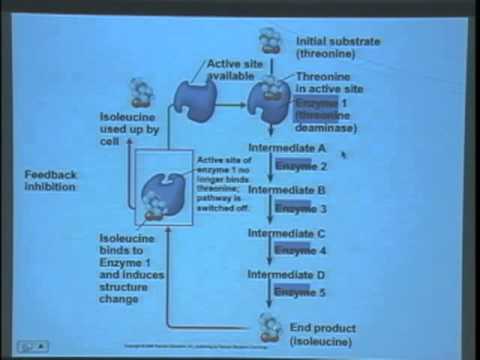 Initial substrate
(threonine)
Active site
available
Threonine
in active site
Enzyme 1
(threonine
deaminase)
Isoleucine
used up by
cell
Intermediate A
Enzyme 2
Active site of
enzyme 1 no
longer binds
threonine;
pathway is
switched off.
Feedback
inhibition
Intermediate B
Enzyme 3
Intermediate C
Enzyme 4
Isoleucine
binds to
Enzyme 1
and induces
structure
change
Intermediate D
Enzyme 5
End product
(isoleucine)